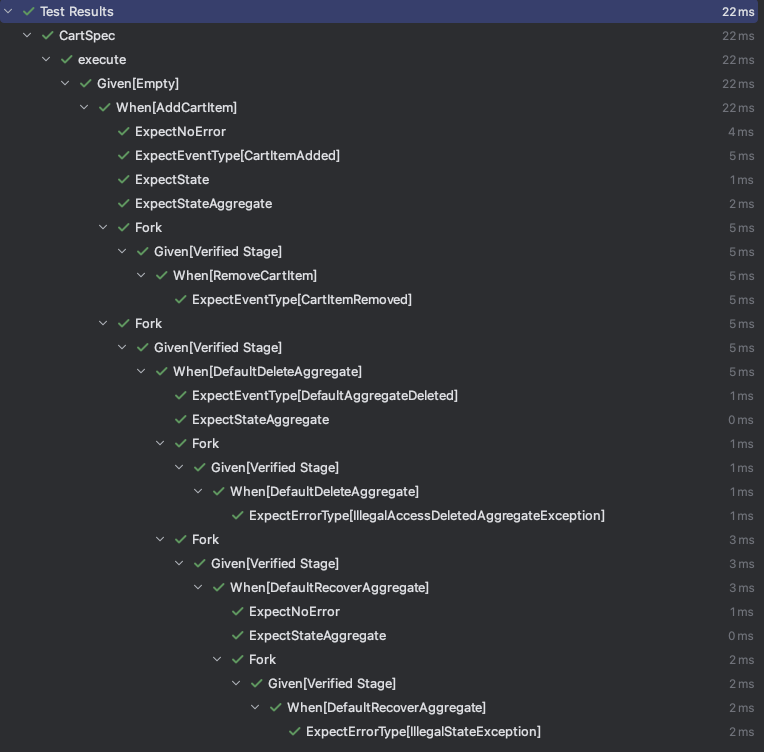 Test Results 22 ms
CartSpec 22 ms
execute 22 ms
Given[Empty] 22 ms
When[AddCartItem] 22 ms
ExpectNoError 4 ms
ExpectEventType[CartItemAdded] 5 ms
ExpectState 1 ms
ExpectStateAggregate 2 ms
Fork 5 ms
Given[Verified Stage] 5 ms
When[RemoveCartItem] 5 ms
ExpectEventType[CartItemRemoved] 5 ms
Fork 5 ms
Given[Verified Stage] 5 ms
When[DefaultDeleteAggregate] 5 ms
ExpectEventType[DefaultAggregateDeleted] 1 ms
ExpectStateAggregate 0 ms
Fork 1 ms
Given[Verified Stage] 1 ms
When[DefaultDeleteAggregate] 1 ms
ExpectErrorType[IllegalAccessDeletedAggregateException] 1 ms
Fork 3 ms
Given[Verified Stage] 3 ms
When[DefaultRecoverAggregate] 3 ms
ExpectNoError 1 ms
ExpectStateAggregate 0 ms
Fork 2 ms
Given[Verified Stage] 2 ms
When[DefaultRecoverAggregate] 2 ms
ExpectErrorType[IllegalStateException] 2 ms